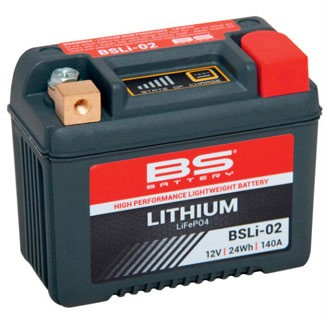 BSLi-02
STATE OF CHARGE
BS
BATTERY
HIGH PERFORMANCE LIGHTWEIGHT BATTERY
LITHIUM
LiFePO4
BSLi-02
12V | 24Wh | 140A